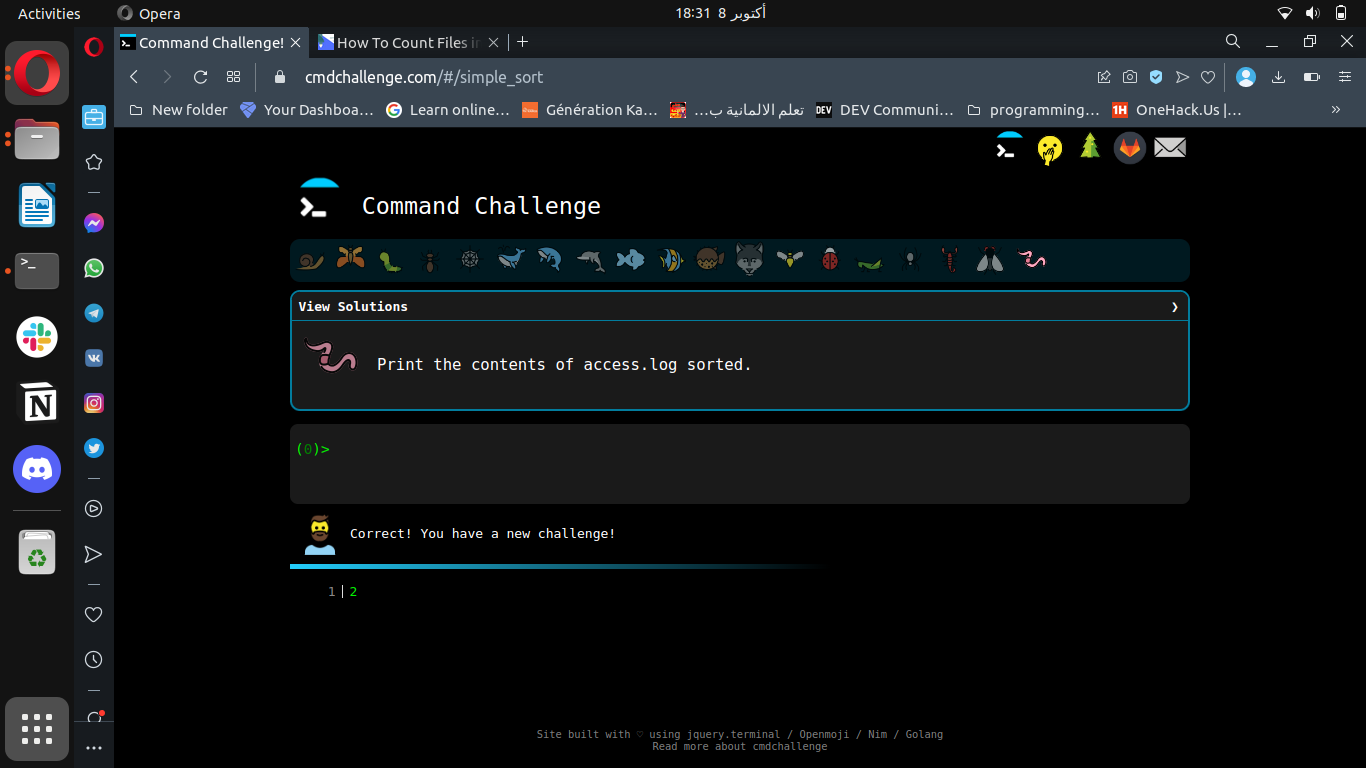 Activities
Opera
18:31 8 أكتوبر
Command Challenge!
How To Count Files in
cmdchallenge.com/#/simple_sort
New folder
Your Dashboa...
Learn online...
Génération Ka...
تعلم الالمانية ب...
DEV
DEV Communi...
programming...
1H
OneHack.Us |...
Command Challenge
View Solutions
Print the contents of access.log sorted.
(0)>
Correct! You have a new challenge!
1 | 2
Site built with ♡ using jquery.terminal / Openmoji / Nim / Golang
Read more about cmdchallenge